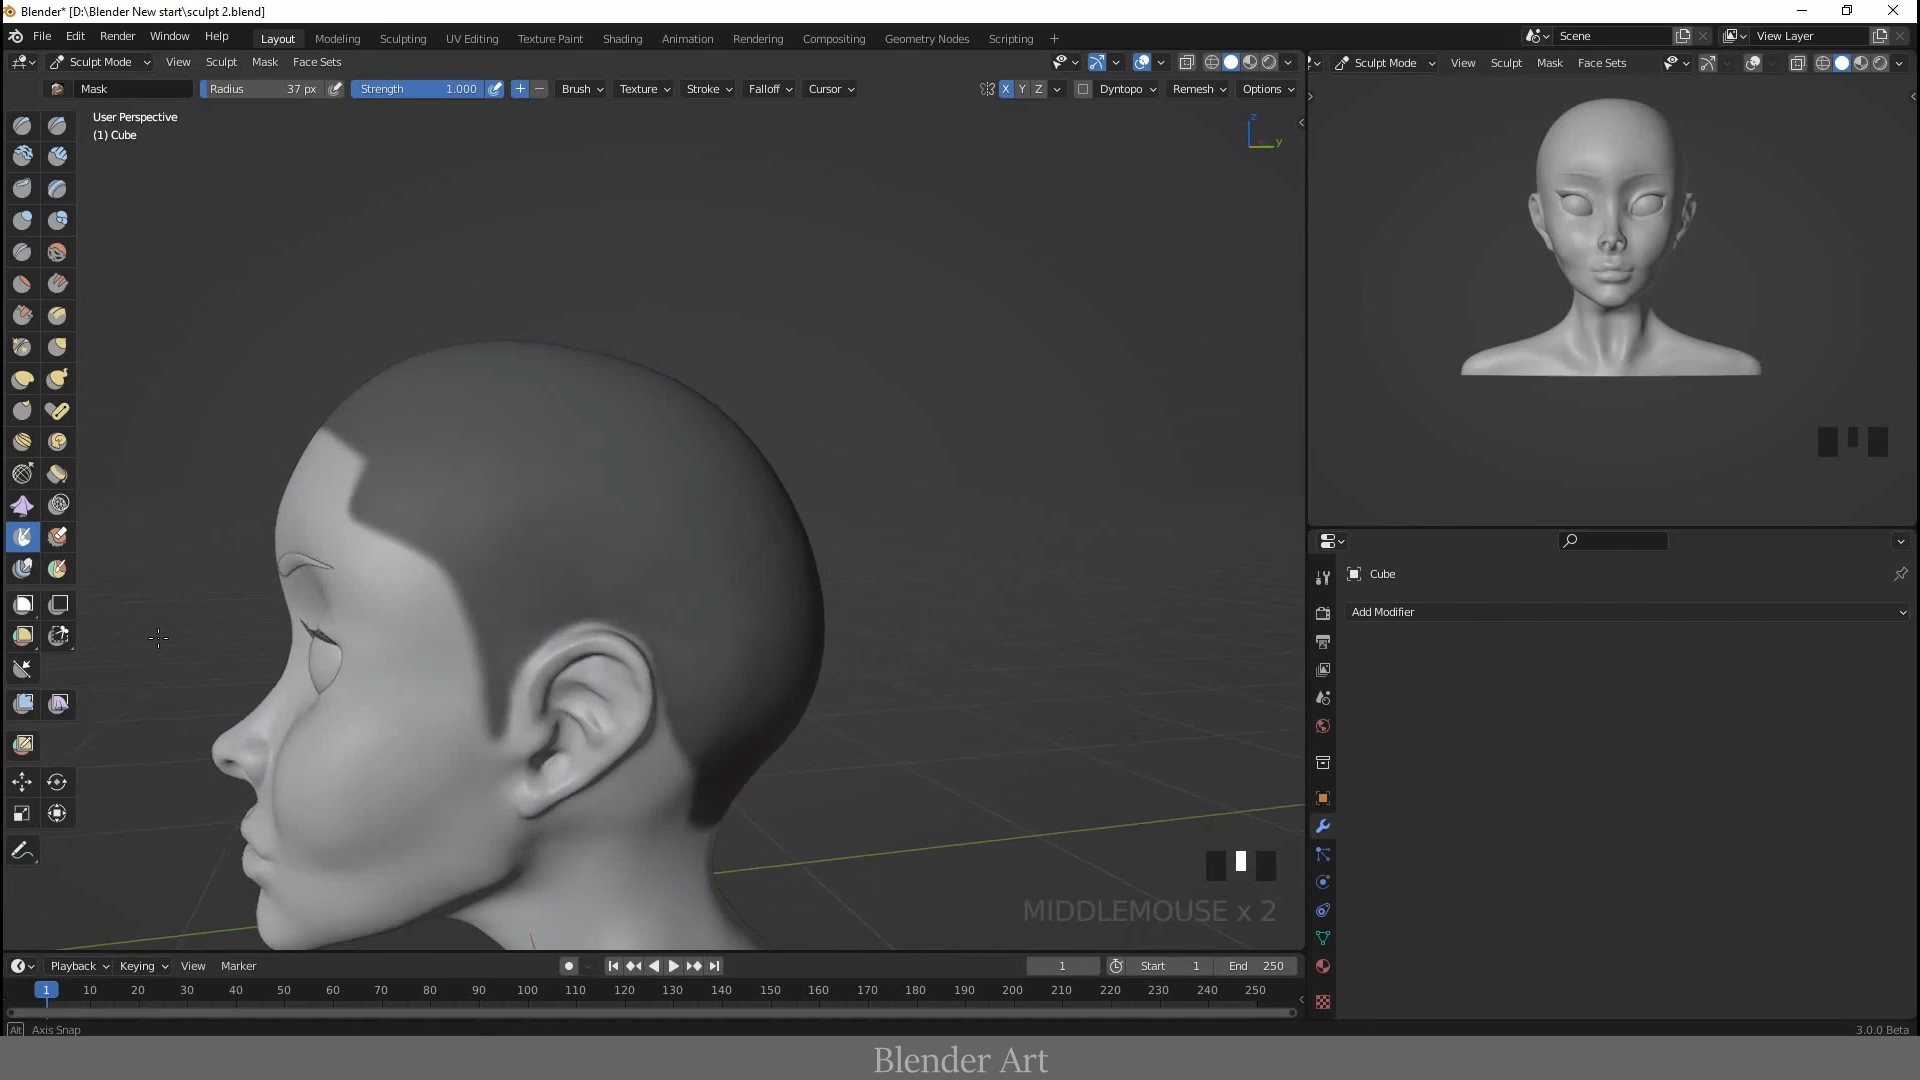 Blender* [D:\Blender New start\sculpt 2.blend]
File Edit Render Window Help Layout Modeling Sculpting UV Editing Texture Paint Shading Animation Rendering Compositing Geometry Nodes Scripting + Scene View Layer
Sculpt Mode View Sculpt Mask Face Sets Sculpt Mode View Sculpt Mask Face Sets
Mask Radius 37 px Strength 1.000 Brush Texture Stroke Falloff Cursor X Y Z Dyntopo Remesh Options
User Perspective
(1) Cube
z
y
Cube
Add Modifier
MIDDLEMOUSE x 2
Playback Keying View Marker 1 Start 1 End 250
1 10 20 30 40 50 60 70 80 90 100 110 120 130 140 150 160 170 180 190 200 210 220 230 240 250
Alt Axis Snap 3.0.0 Beta
Blender Art